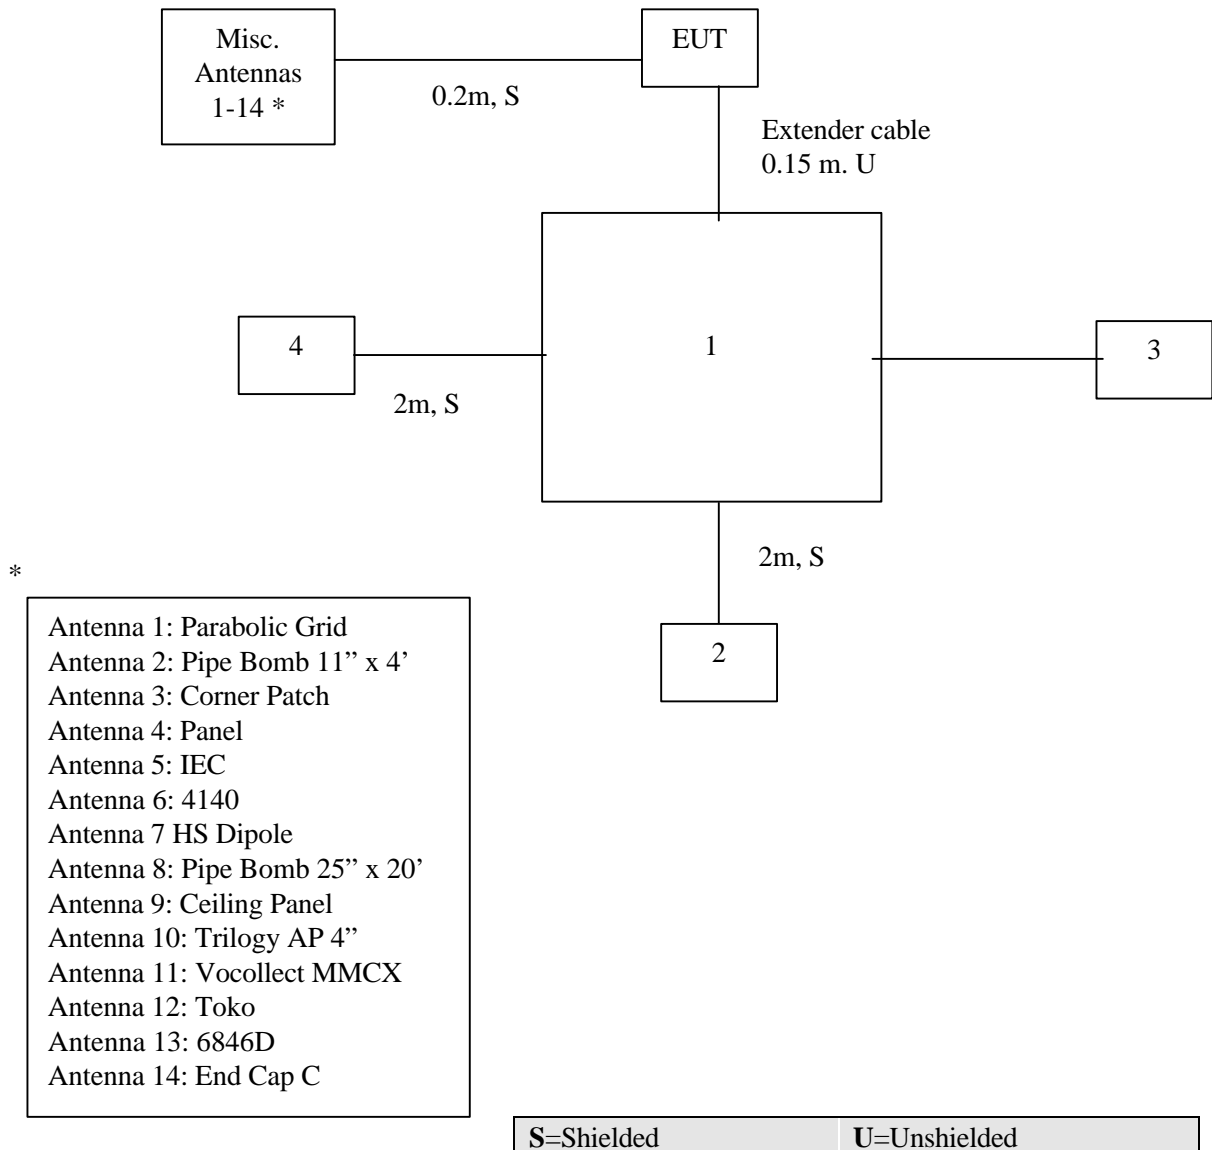 Misc.
Antennas
1-14 *
EUT
0.2m, S
Extender cable
0.15 m. U
4
1
3
2m, S
2m, S
*
2
Antenna 1: Parabolic Grid
Antenna 2: Pipe Bomb 11” x 4’
Antenna 3: Corner Patch
Antenna 4: Panel
Antenna 5: IEC
Antenna 6: 4140
Antenna 7 HS Dipole
Antenna 8: Pipe Bomb 25” x 20’
Antenna 9: Ceiling Panel
Antenna 10: Trilogy AP 4”
Antenna 11: Vocollect MMCX
Antenna 12: Toko
Antenna 13: 6846D
Antenna 14: End Cap C
S=Shielded U=Unshielded